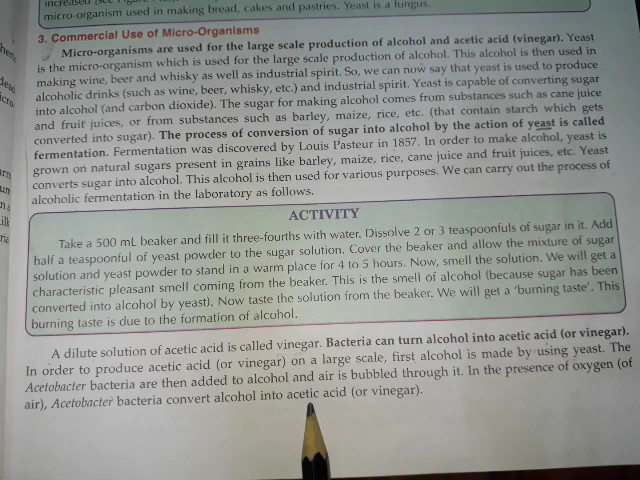 increased (see Figure
micro-organism used in making bread, cakes and pastries. Yeast is a fungus.
3. Commercial Use of Micro-Organisms
Micro-organisms are used for the large scale production of alcohol and acetic acid (vinegar). Yeast
is the micro-organism which is used for the large scale production of alcohol. This alcohol is then used in
making wine, beer and whisky as well as industrial spirit. So, we can now say that yeast is used to produce
alcoholic drinks (such as wine, beer, whisky, etc.) and industrial spirit. Yeast is capable of converting sugar
into alcohol (and carbon dioxide). The sugar for making alcohol comes from substances such as cane juice
and fruit juices, or from substances such as barley, maize, rice, etc. (that contain starch which gets
converted into sugar). The process of conversion of sugar into alcohol by the action of yeast is called
fermentation. Fermentation was discovered by Louis Pasteur in 1857. In order to make alcohol, yeast is
grown on natural sugars present in grains like barley, maize, rice, cane juice and fruit juices, etc. Yeast
converts sugar into alcohol. This alcohol is then used for various purposes. We can carry out the process of
alcoholic fermentation in the laboratory as follows.
ACTIVITY
Take a 500 mL beaker and fill it three-fourths with water. Dissolve 2 or 3 teaspoonfuls of sugar in it. Add
half a teaspoonful of yeast powder to the sugar solution. Cover the beaker and allow the mixture of sugar
solution and yeast powder to stand in a warm place for 4 to 5 hours. Now, smell the solution. We will get a
characteristic pleasant smell coming from the beaker. This is the smell of alcohol (because sugar has been
converted into alcohol by yeast). Now taste the solution from the beaker. We will get a 'burning taste'. This
burning taste is due to the formation of alcohol.
A dilute solution of acetic acid is called vinegar. Bacteria can turn alcohol into acetic acid (or vinegar).
In order to produce acetic acid (or vinegar) on a large scale, first alcohol is made by using yeast. The
Acetobacter bacteria are then added to alcohol and air is bubbled through it. In the presence of oxygen (of
air), Acetobacter bacteria convert alcohol into acetic acid (or vinegar).